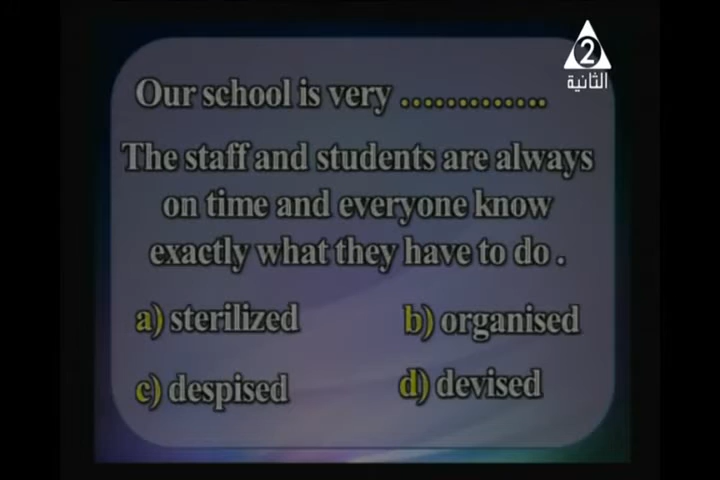 2
الثانية
Our school is very .............
The staff and students are always
on time and everyone know
exactly what they have to do .
a) sterilized
b) organised
c) despised
d) devised